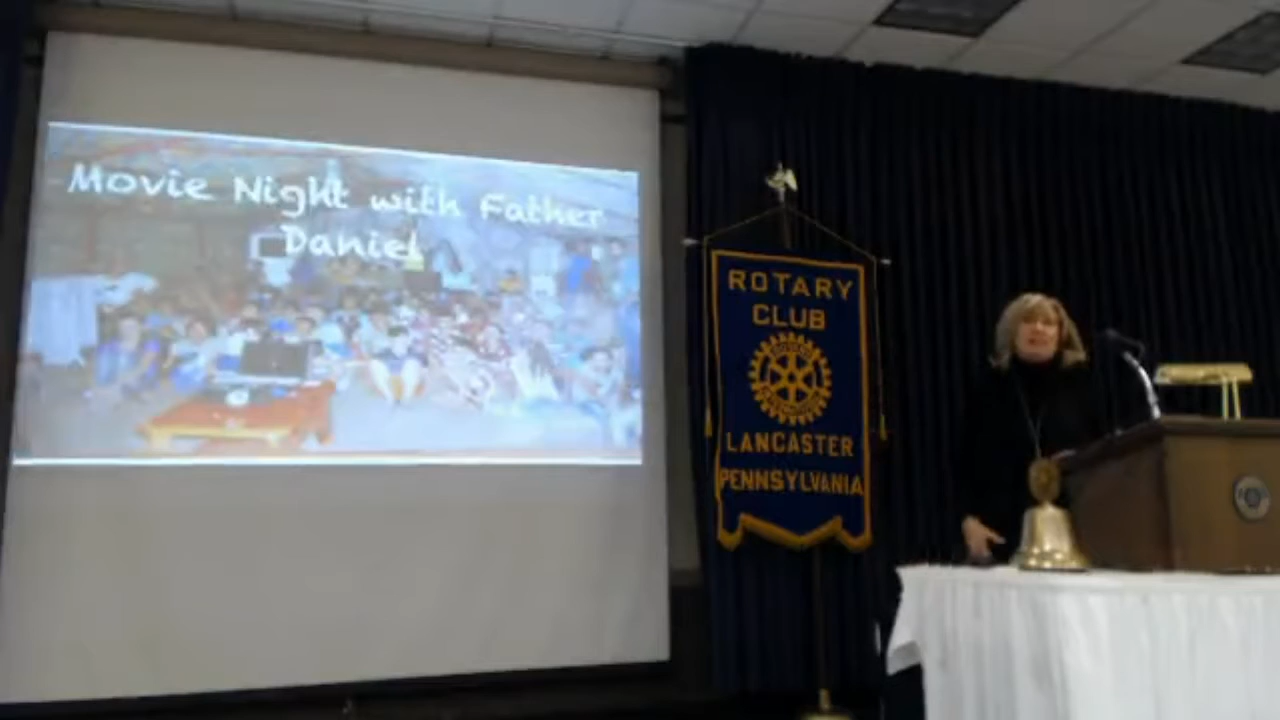 Movie Night with Father
Daniel
ROTARY
CLUB
LANCASTER
PENNSYLVANIA